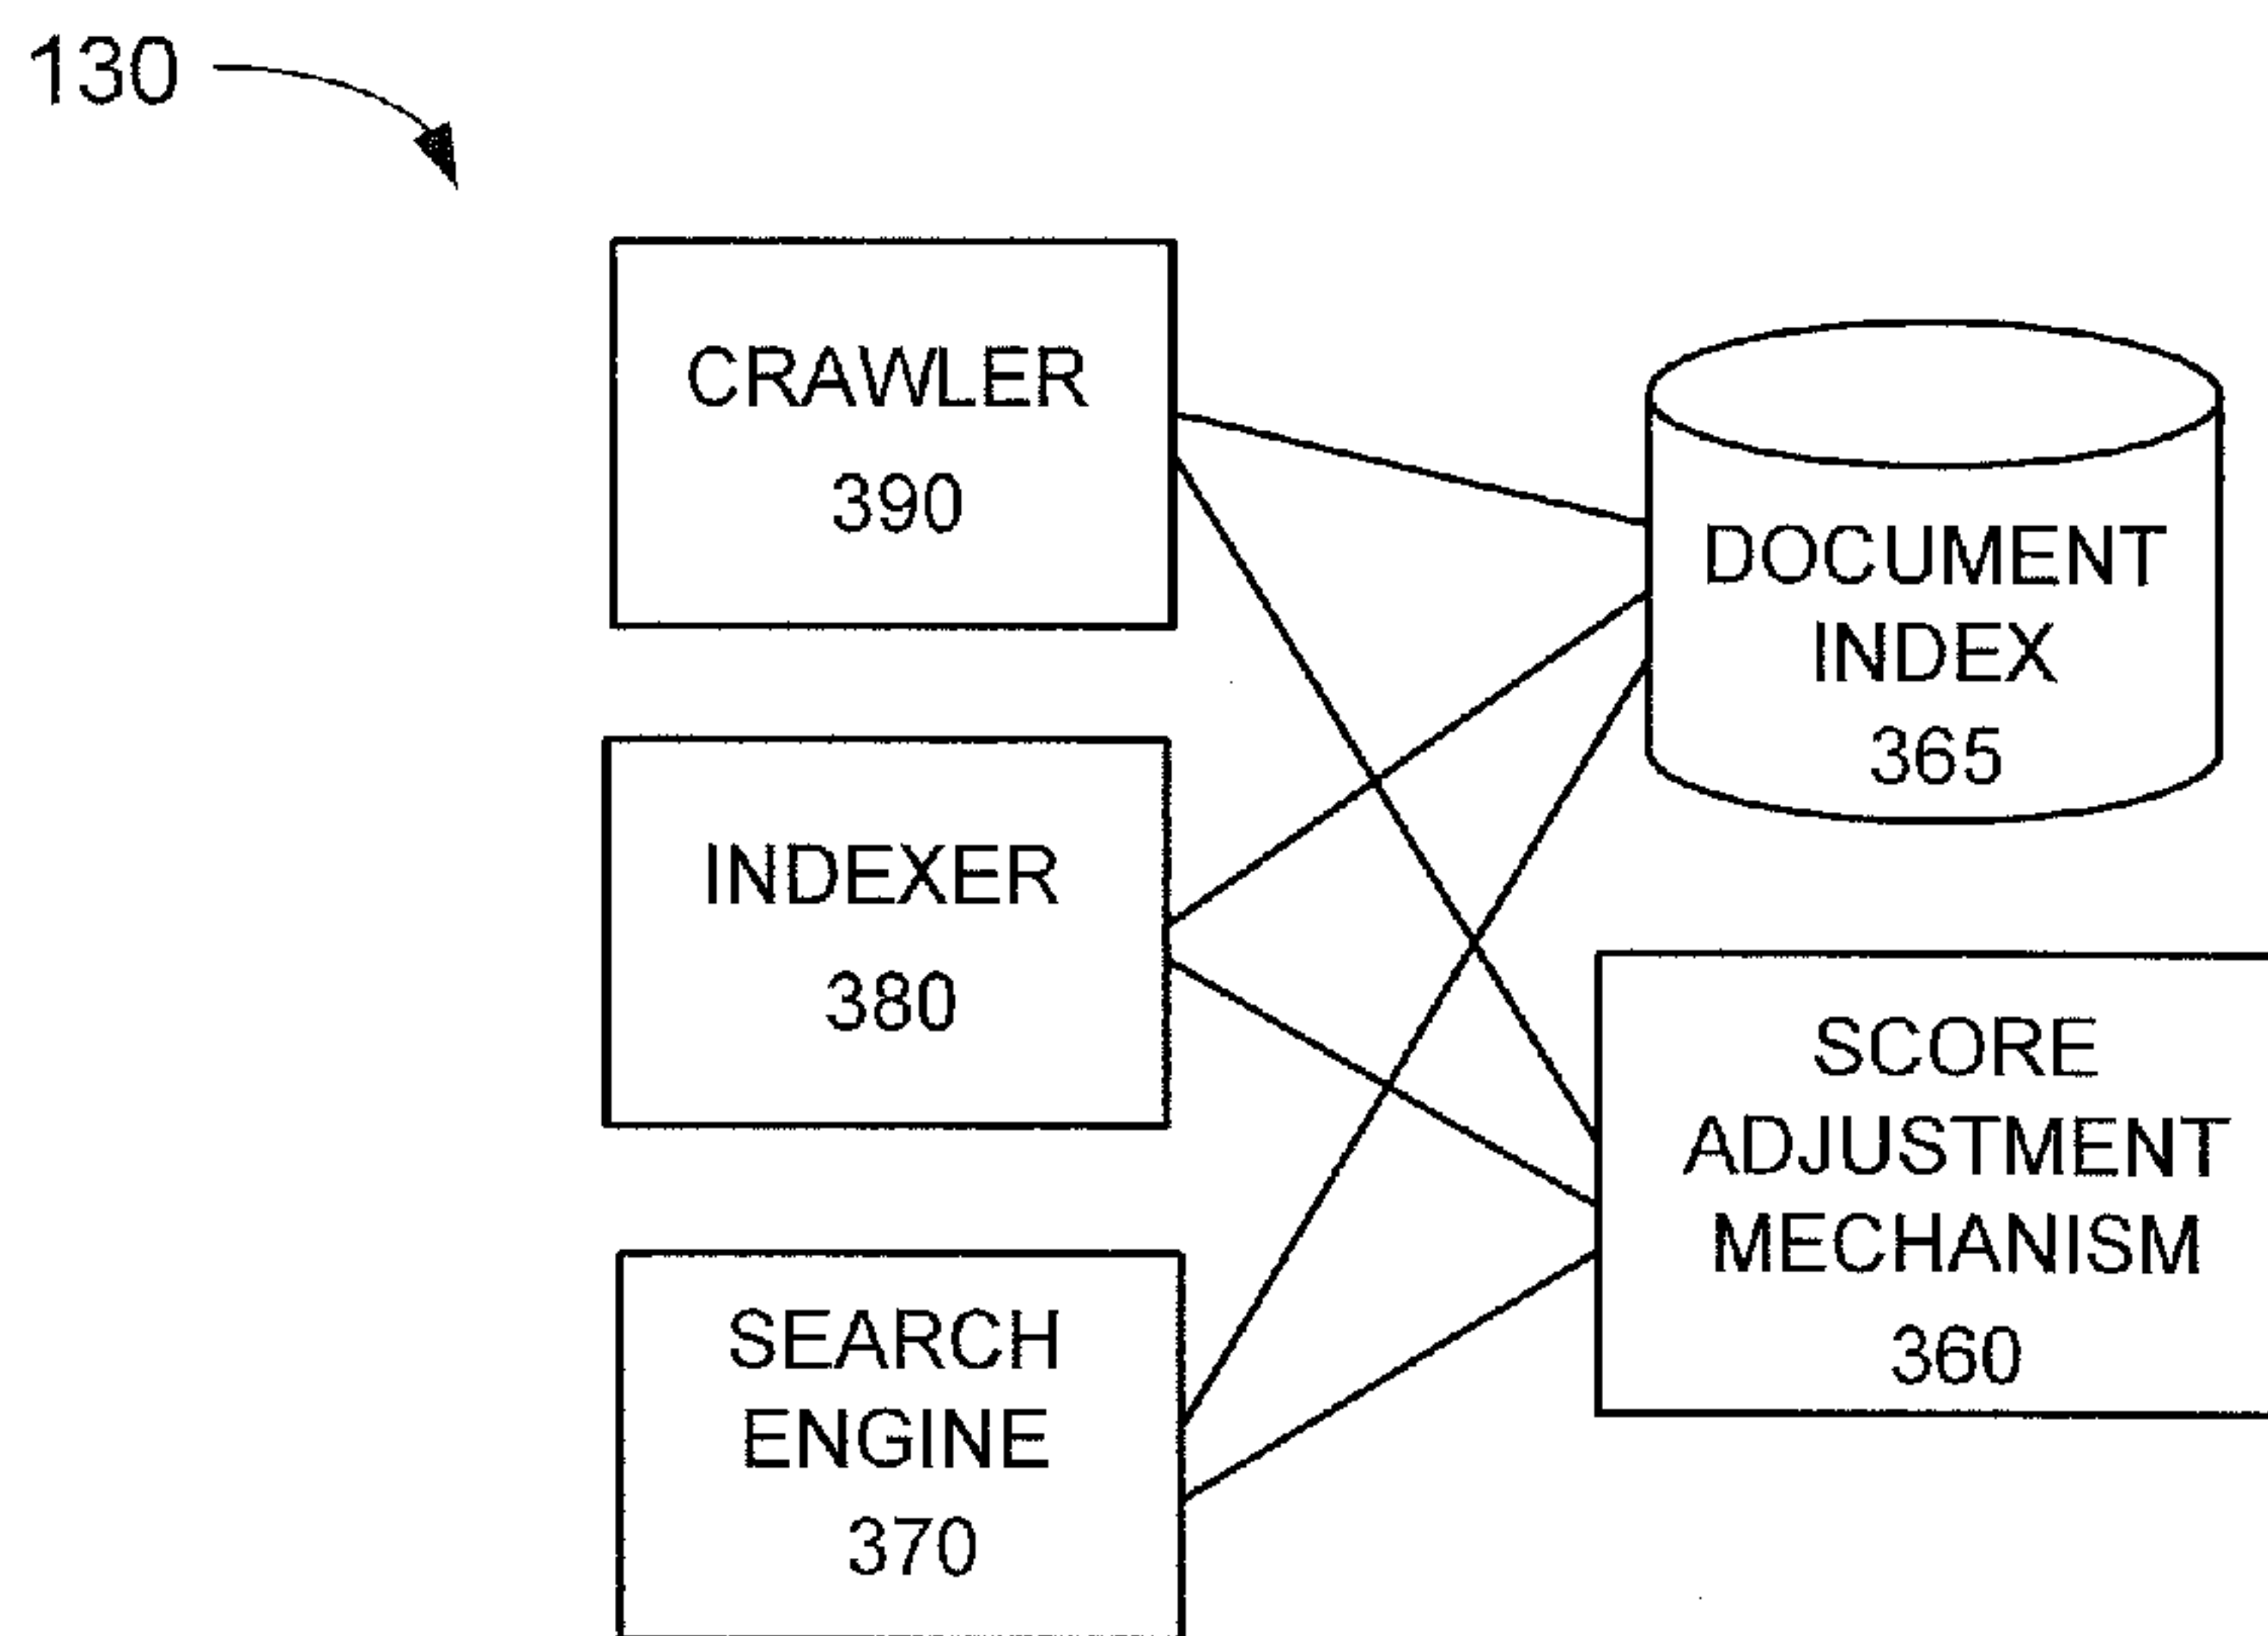 130
CRAWLER
390
DOCUMENT
INDEX
365
INDEXER
380
SCORE
ADJUSTMENT
MECHANISM
360
SEARCH
ENGINE
370